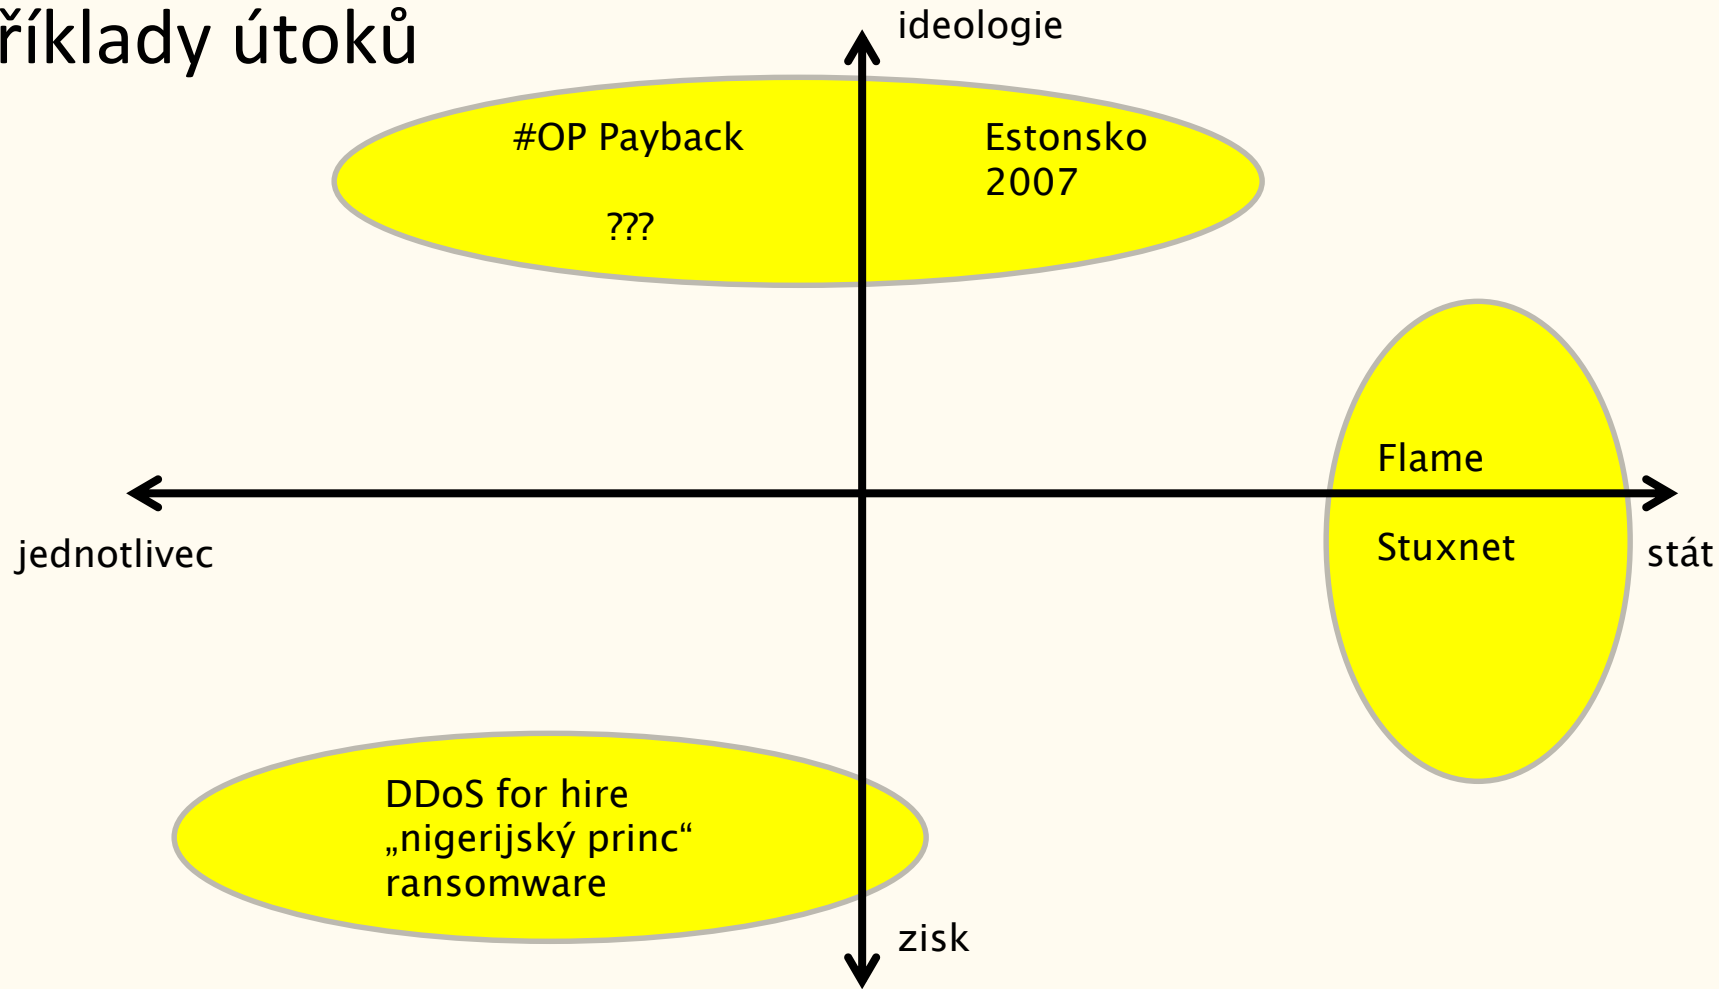 říklady útoků
ideologie
#OP Payback
???
Estonsko
2007
Flame
Stuxnet
jednotlivec
stát
DDoS for hire
„nigerijský princ“
ransomware
zisk